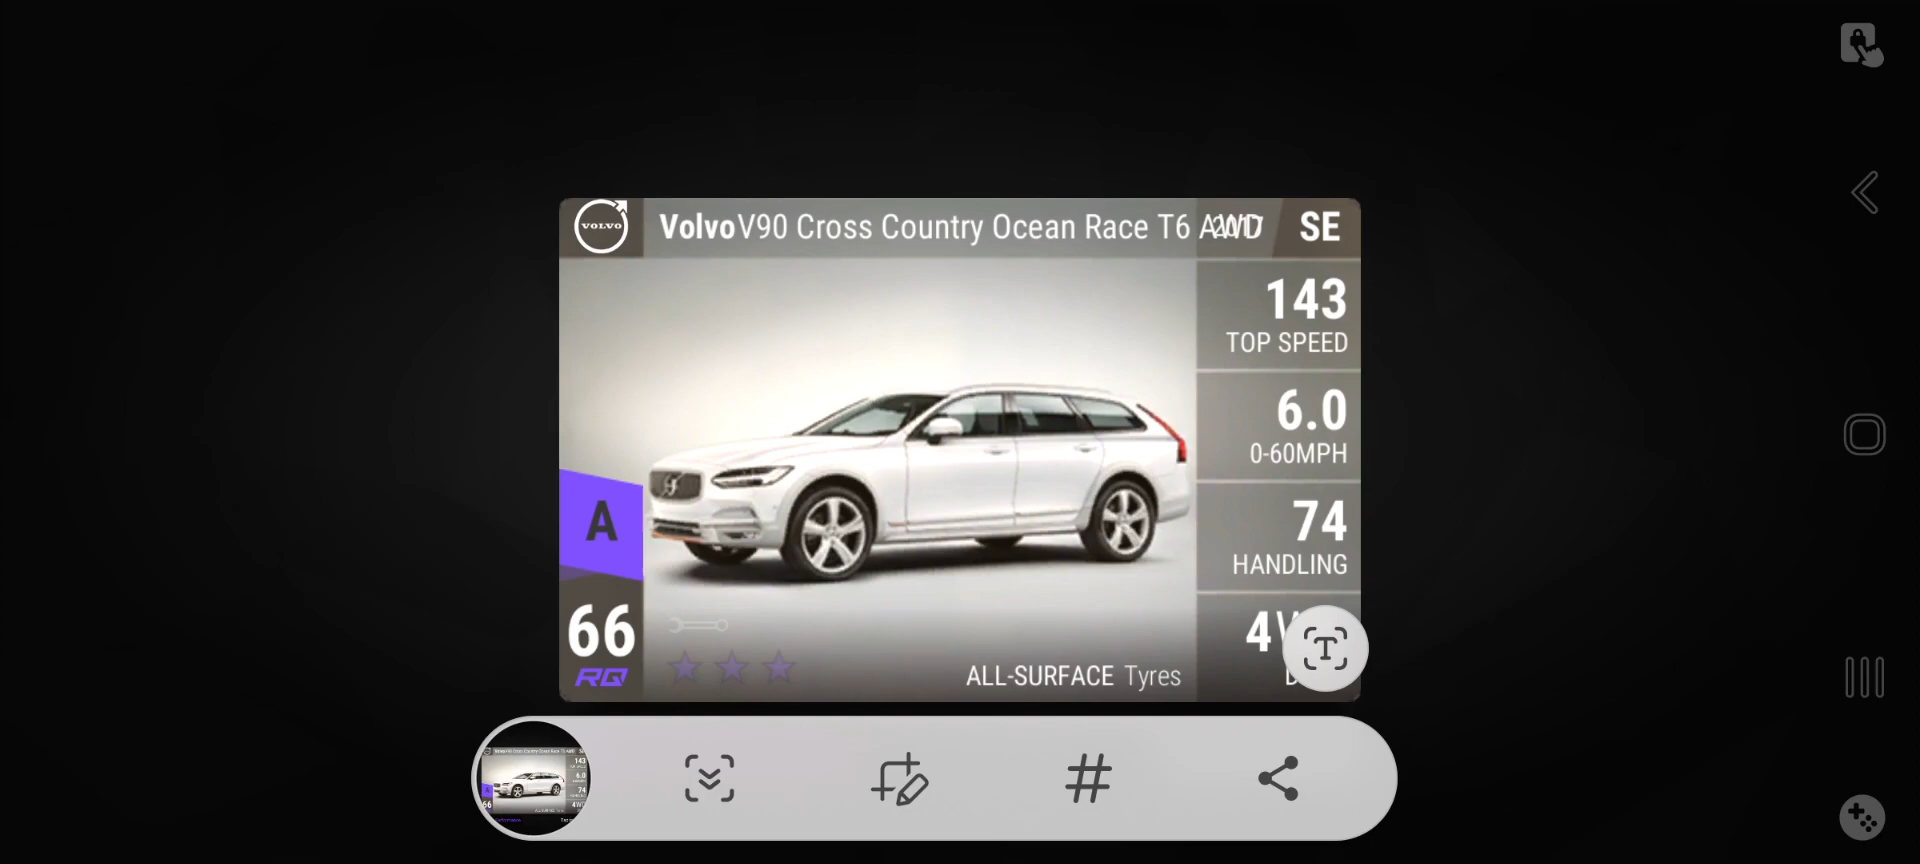 VOLVO
Volvo V90 Cross Country Ocean Race T6 AWD
2017
SE
143
TOP SPEED
6.0
0-60MPH
74
HANDLING
A
66
RQ
ALL-SURFACE Tyres